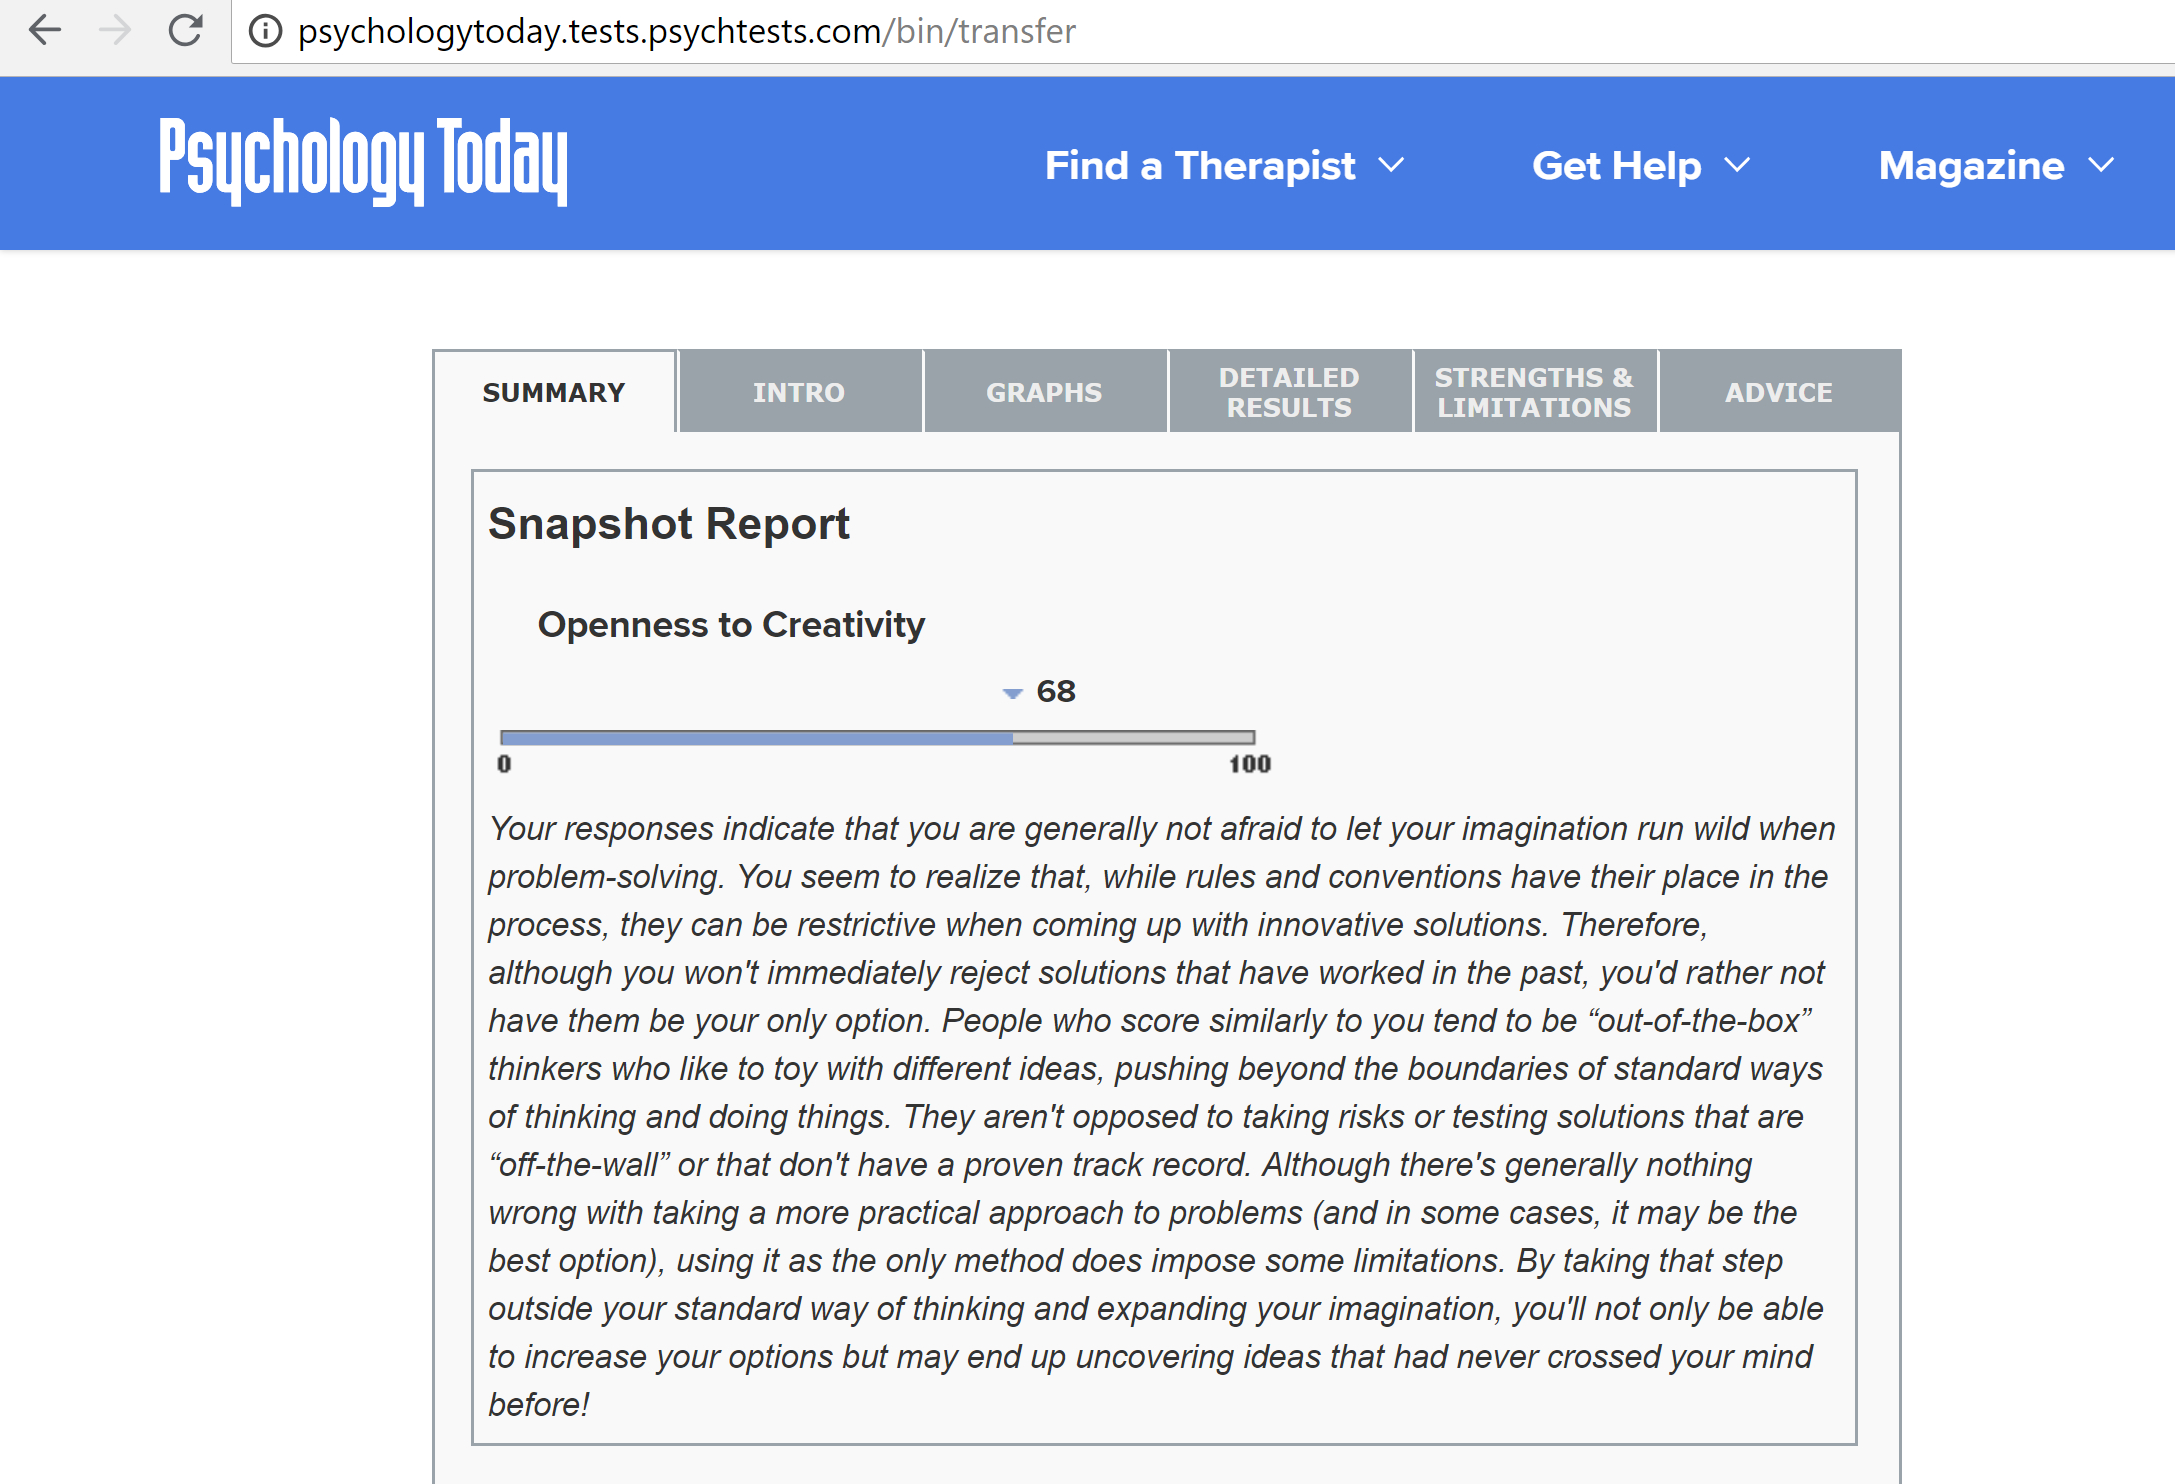 psychologytoday.tests.psychtests.com/bin/transfer
Psychology Today
Find a Therapist
Get Help
Magazine
SUMMARY
INTRO
GRAPHS
DETAILED
RESULTS
STRENGTHS &
LIMITATIONS
ADVICE
Snapshot Report
Openness to Creativity
68
0
100
Your responses indicate that you are generally not afraid to let your imagination run wild when
problem-solving. You seem to realize that, while rules and conventions have their place in the
process, they can be restrictive when coming up with innovative solutions. Therefore,
although you won't immediately reject solutions that have worked in the past, you'd rather not
have them be your only option. People who score similarly to you tend to be “out-of-the-box”
thinkers who like to toy with different ideas, pushing beyond the boundaries of standard ways
of thinking and doing things. They aren't opposed to taking risks or testing solutions that are
“off-the-wall” or that don't have a proven track record. Although there's generally nothing
wrong with taking a more practical approach to problems (and in some cases, it may be the
best option), using it as the only method does impose some limitations. By taking that step
outside your standard way of thinking and expanding your imagination, you'll not only be able
to increase your options but may end up uncovering ideas that had never crossed your mind
before!